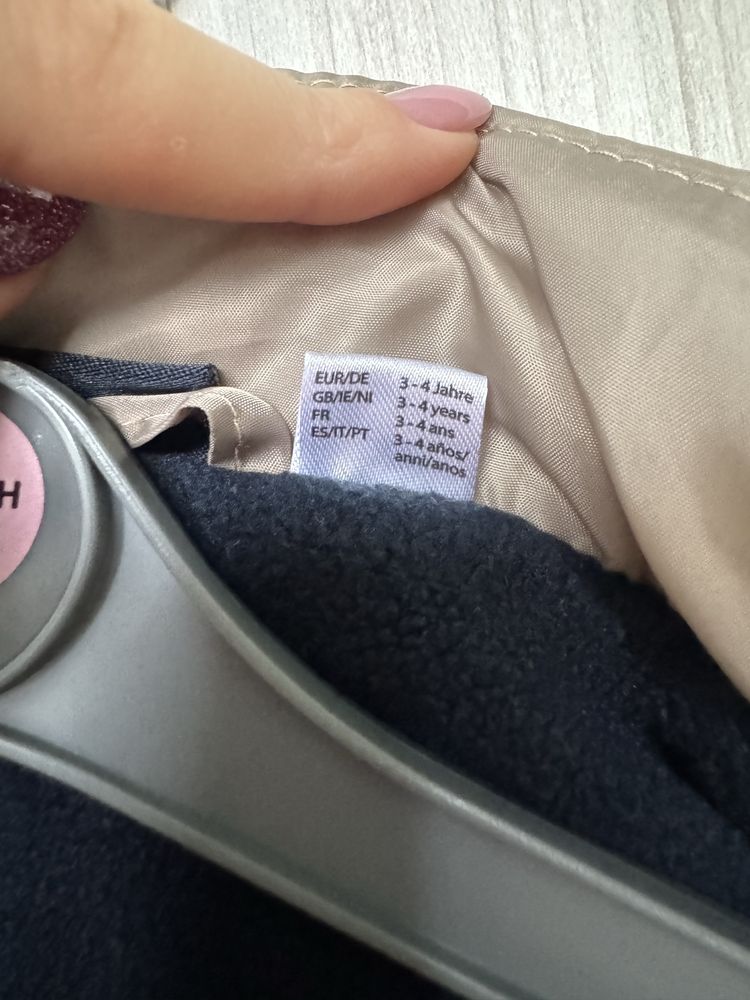 EUR/DE 3-4 Jahre
GB/IE/NI 3-4 years
FR 3-4 ans
ES/IT/PT 3-4 años/
anni/anos
H